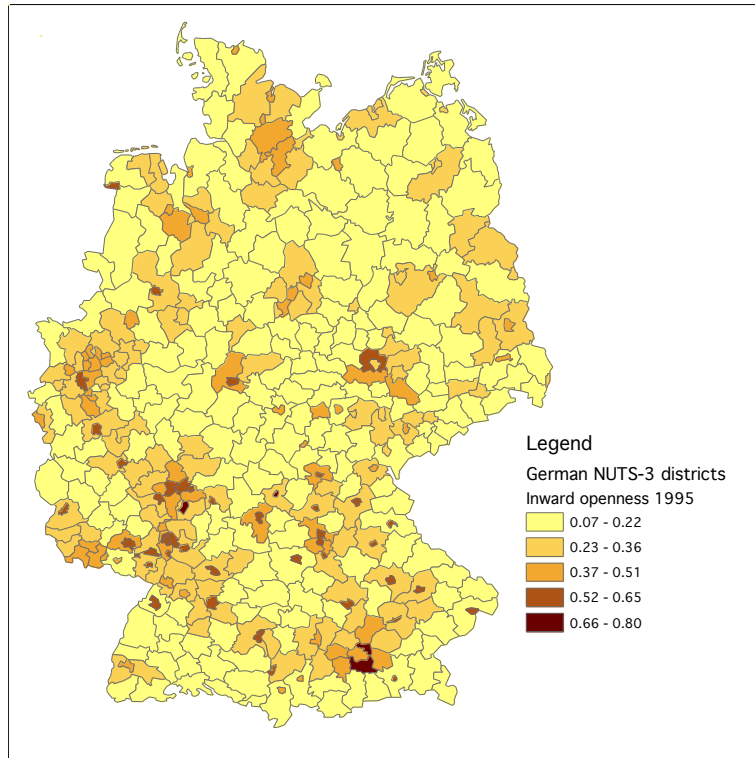 Legend
German NUTS-3 districts
Inward openness 1995
0.07 - 0.22
0.23 - 0.36
0.37 - 0.51
0.52 - 0.65
0.66 - 0.80